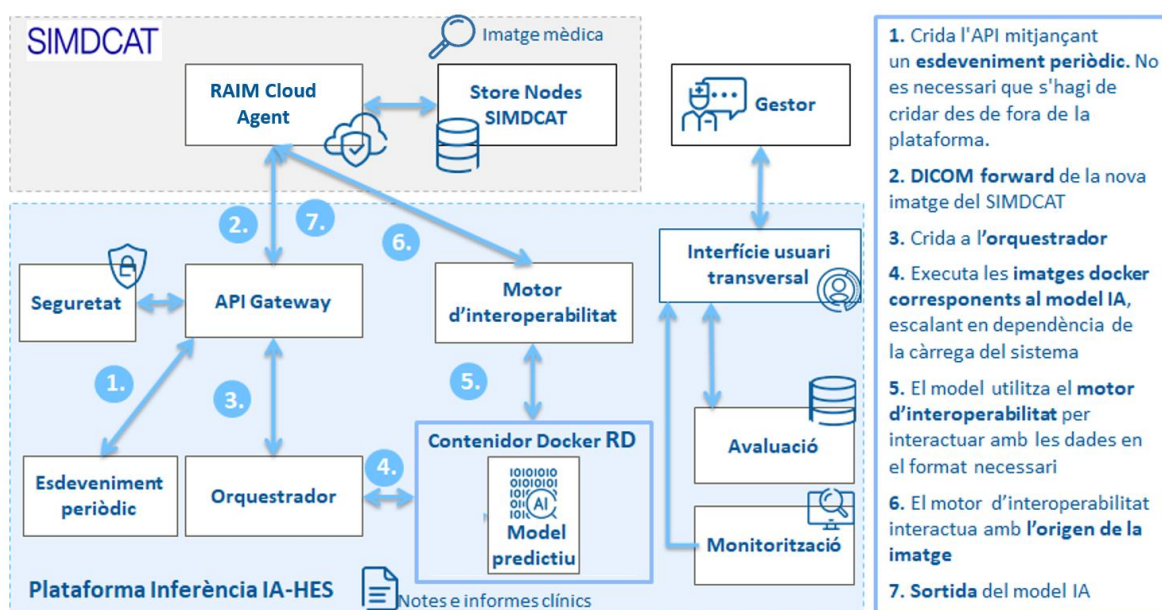 SIMDCAT
Imatge mèdica
RAIM Cloud
Agent
Store Nodes
SIMDCAT
Gestor
2.
7.
6.
Interfície usuari
transversal
Seguretat
API Gateway
Motor
d'interoperabilitat
1.
3.
5.
Avaluació
Contenidor Docker RD
Esdeveniment
periòdic
Orquestrador
4.
IOIOIOIO
OIOIOIOI
AI
Model
predictiu
Monitorització
Plataforma Inferència IA-HES
Notes e informes clínics
1. Crida l'API mitjançant
un esdeveniment periòdic. No
es necessari que s'hagi de
cridar des de fora de la
plataforma.
2. DICOM forward de la nova
imatge del SIMDCAT
3. Crida a l'orquestrador
4. Executa les imatges docker
corresponents al model IA,
escalant en dependència de
la càrrega del sistema
5. El model utilitza el motor
d'interoperabilitat per
interactuar amb les dades en
el format necessari
6. El motor d'interoperabilitat
interactua amb l'origen de la
imatge
7. Sortida del model IA